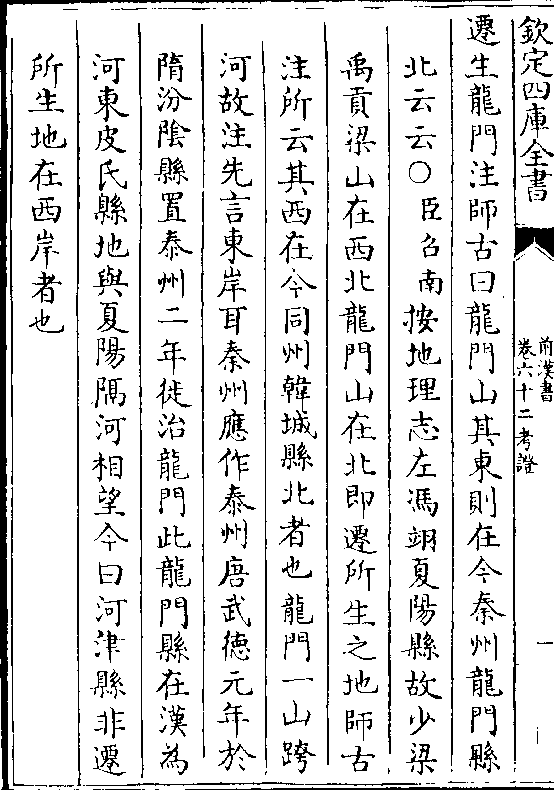 欽定四庫全書
前漢書
卷六十二考證
一
遷生龍門注師古曰龍門山其東則在今秦州龍門縣
北云云○臣召南按地理志左馮翊夏陽縣故少梁
禹貢梁山在西北龍門山在北即遷所生之地師古
注所云其西在今同州韓城縣北者也龍門一山跨
河故注先言東岸耳秦州應作泰州唐武德元年於
隋汾陰縣置泰州二年徙治龍門此龍門縣在漢為
河東皮氏縣地與夏陽隔河相望今曰河津縣非遷
所生地在西岸者也